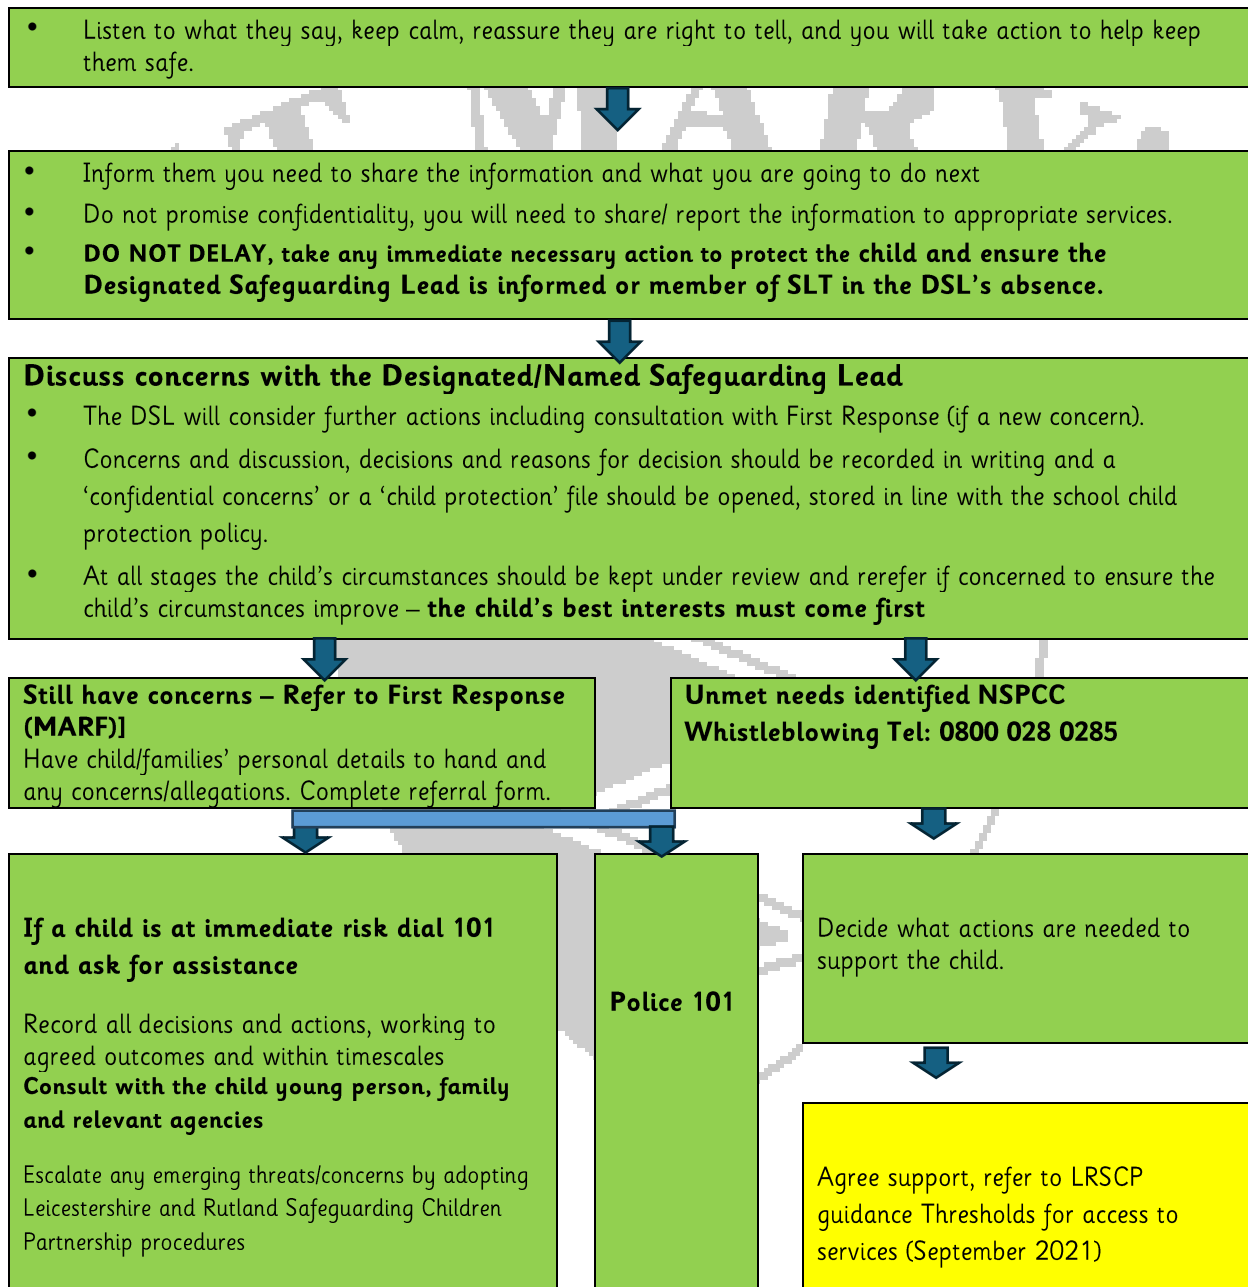 • Listen to what they say, keep calm, reassure they are right to tell, and you will take action to help keep
them safe.
T MARY'
• Inform them you need to share the information and what you are going to do next
• Do not promise confidentiality, you will need to share/ report the information to appropriate services.
• DO NOT DELAY, take any immediate necessary action to protect the child and ensure the
Designated Safeguarding Lead is informed or member of SLT in the DSL's absence.
Discuss concerns with the Designated/Named Safeguarding Lead
• The DSL will consider further actions including consultation with First Response (if a new concern).
• Concerns and discussion, decisions and reasons for decision should be recorded in writing and a
‘confidential concerns’ or a ‘child protection’ file should be opened, stored in line with the school child
protection policy.
• At all stages the child's circumstances should be kept under review and rerefer if concerned to ensure the
child's circumstances improve – the child's best interests must come first
Still have concerns – Refer to First Response
(MARF)]
Have child/families' personal details to hand and
any concerns/allegations. Complete referral form.
Unmet needs identified NSPCC
Whistleblowing Tel: 0800 028 0285
If a child is at immediate risk dial 101
and ask for assistance
Record all decisions and actions, working to
agreed outcomes and within timescales
Consult with the child young person, family
and relevant agencies
Escalate any emerging threats/concerns by adopting
Leicestershire and Rutland Safeguarding Children
Partnership procedures
Police 101
Decide what actions are needed to
support the child.
Agree support, refer to LRSCP
guidance Thresholds for access to
services (September 2021)